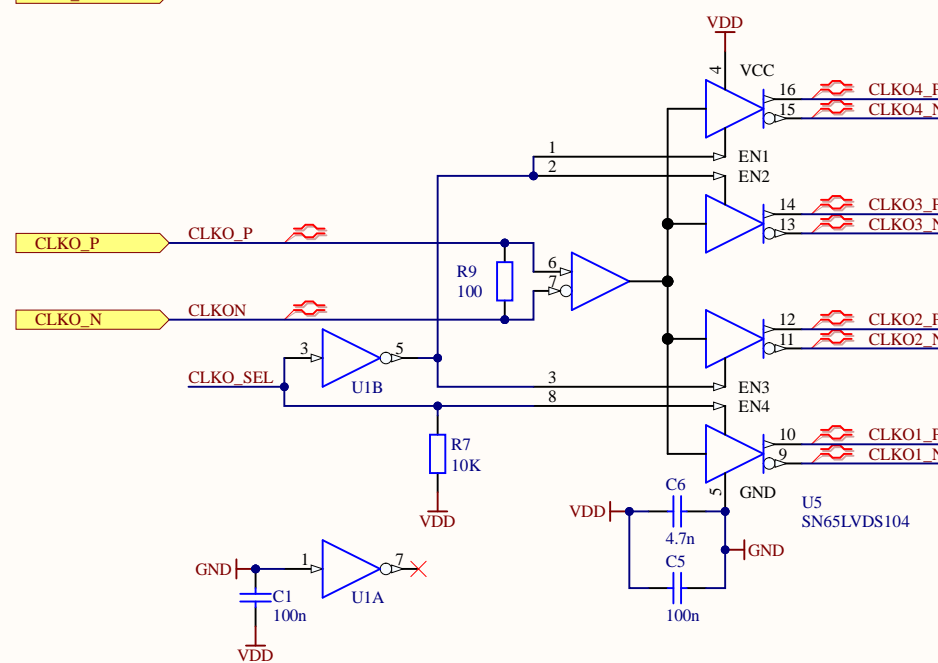 VDD
4
VCC
16
CLKO4_P
15
CLKO4_N
1
EN1
2
EN2
14
CLKO3_P
13
CLKO3_N
CLKO_P
CLKO_P
R9
100
6
7
CLKO_N
CLKON
12
CLKO2_P
11
CLKO2_N
3
5
U1B
CLKO_SEL
3
EN3
8
EN4
R7
10K
VDD
10
CLKO1_P
9
CLKO1_N
5
GND
U5
SN65LVDS104
C6
VDD
4.7n
GND
C5
100n
GND
1
7
U1A
C1
100n
VDD